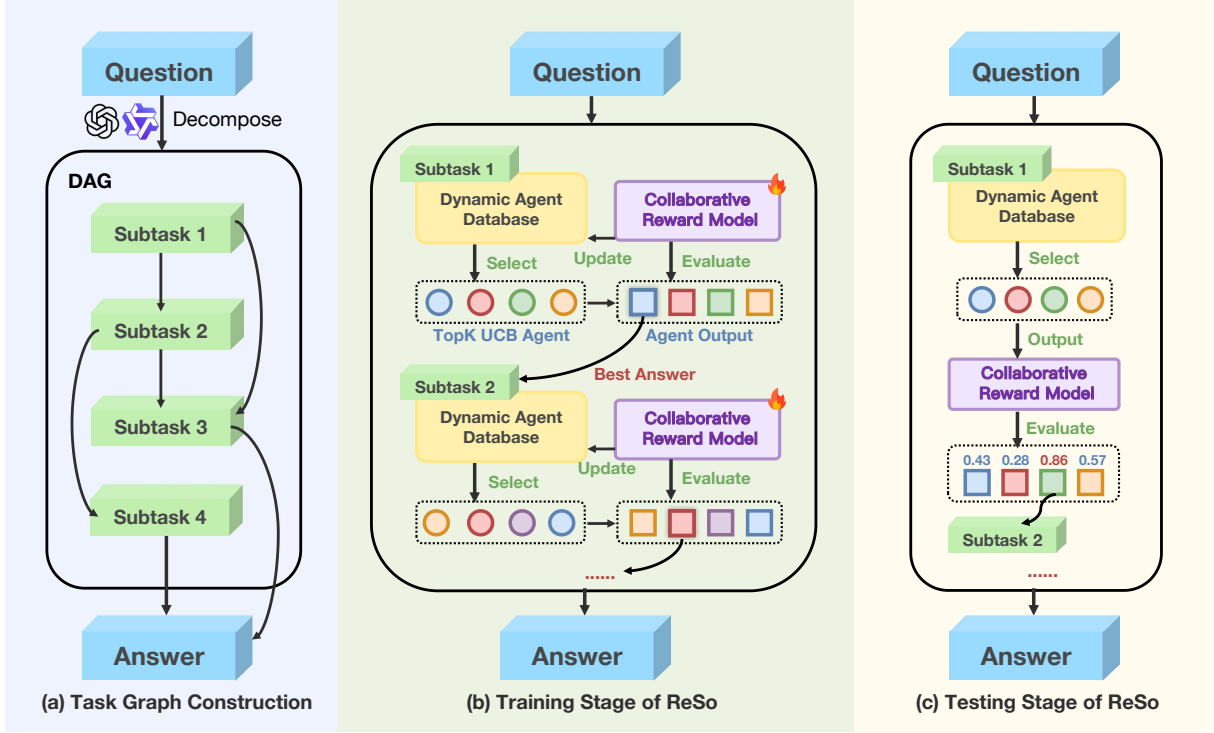 Question
Decompose
DAG
Subtask 1
Subtask 2
Subtask 3
Subtask 4
Answer
(a) Task Graph Construction
Question
Subtask 1
Dynamic Agent
Database
Collaborative
Reward Model
Update
Select
Evaluate
TopK UCB Agent
Agent Output
Best Answer
Subtask 2
Dynamic Agent
Database
Collaborative
Reward Model
Update
Select
Evaluate
......
Answer
(b) Training Stage of ReSo
Question
Subtask 1
Dynamic Agent
Database
Select
Output
Collaborative
Reward Model
Evaluate
0.43 0.28 0.86 0.57
Subtask 2
......
Answer
(c) Testing Stage of ReSo